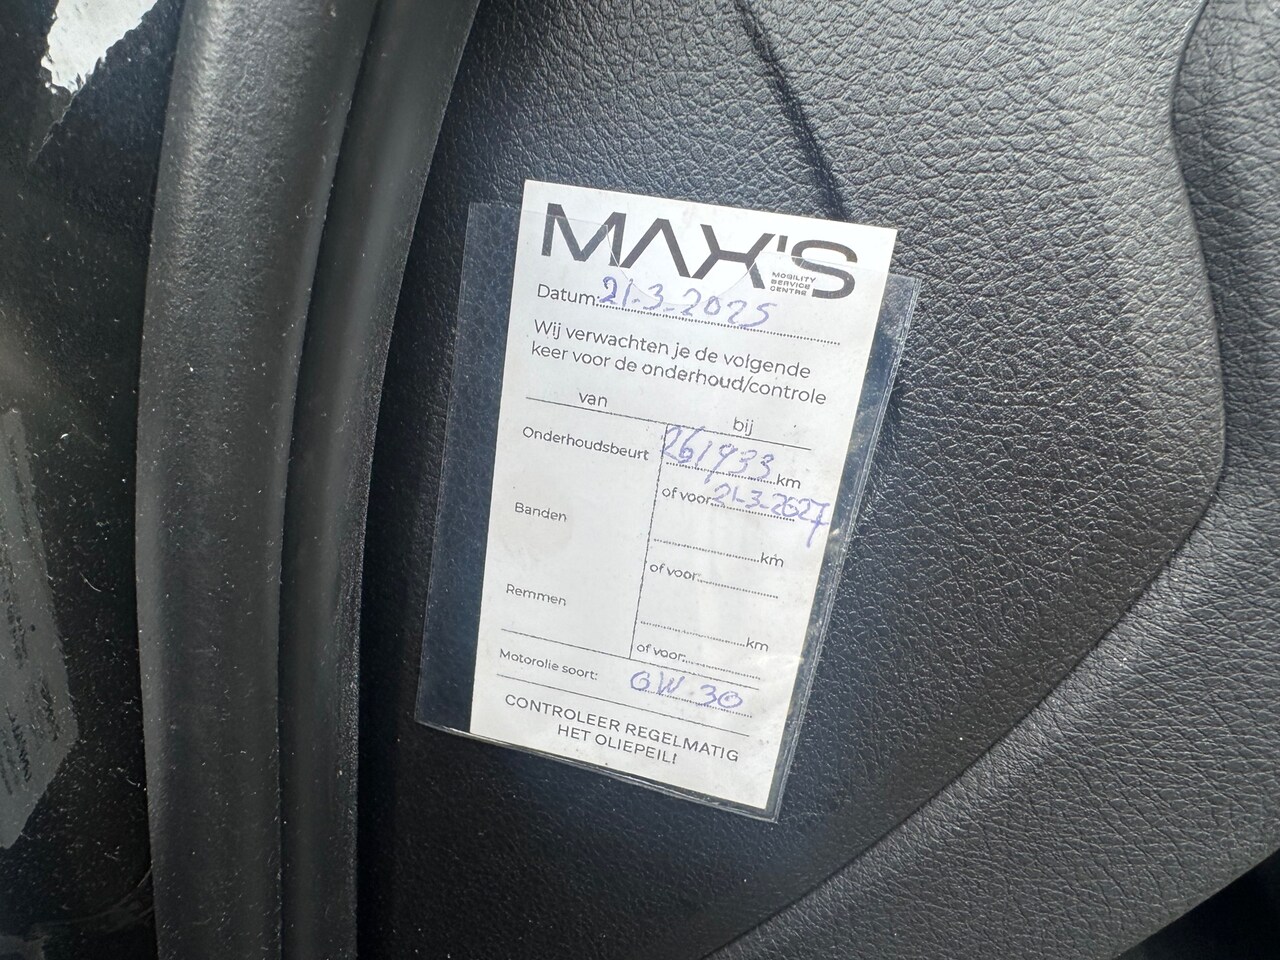 MAX'S
MOBILITY
SERVICE
CENTRE
Datum: 21-3-2025
Wij verwachten je de volgende
keer voor de onderhoud/controle
van bij
Onderhoudsbeurt 261933 km
of voor 21-3-2027
Banden
km
of voor
Remmen
km
of voor
Motorolie soort: 0W-30
CONTROLEER REGELMATIG
HET OLIEPEIL!